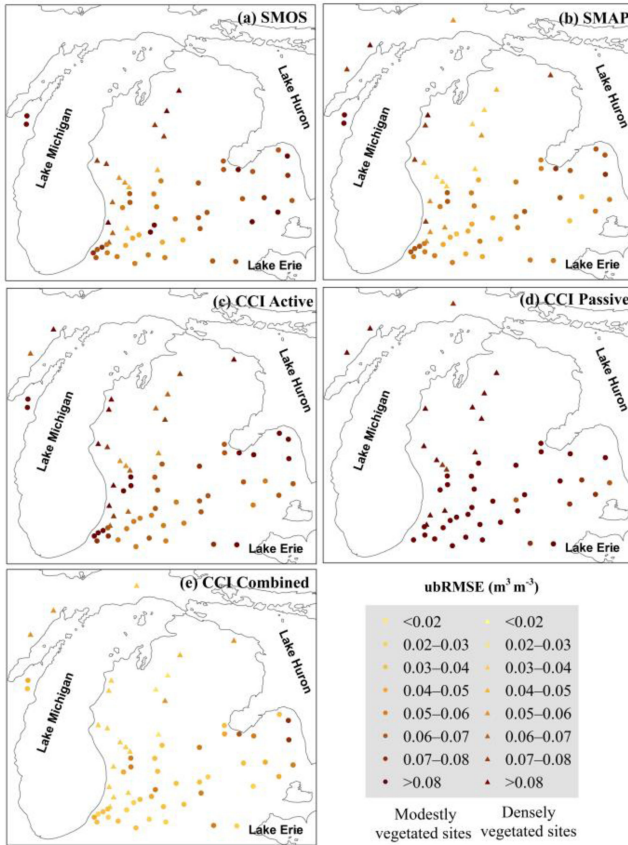 (a) SMOS
Lake Michigan
Lake Huron
Lake Erie
(b) SMAP
Lake Michigan
Lake Huron
Lake Erie
(c) CCI Active
Lake Michigan
Lake Huron
Lake Erie
(d) CCI Passive
Lake Michigan
Lake Huron
Lake Erie
(e) CCI Combined
Lake Michigan
Lake Huron
Lake Erie
ubRMSE (m³ m⁻³)
<0.02 <0.02
0.02–0.03 0.02–0.03
0.03–0.04 0.03–0.04
0.04–0.05 0.04–0.05
0.05–0.06 0.05–0.06
0.06–0.07 0.06–0.07
0.07–0.08 0.07–0.08
>0.08 >0.08
Modestly Densely
vegetated sites vegetated sites